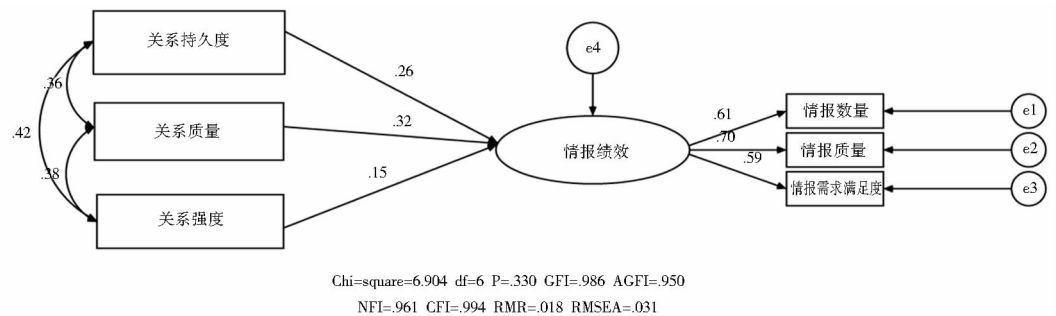 关系持久度
e4
.36
.26
.42
关系质量
.32
.61
情报数量
e1
情报绩效
.70
情报质量
e2
.38
.15
.59
情报需求满足度
e3
关系强度
Chi=square=6.904 df=6 P=.330 GFI=.986 AGFI=.950
NFI=.961 CFI=.994 RMR=.018 RMSEA=.031